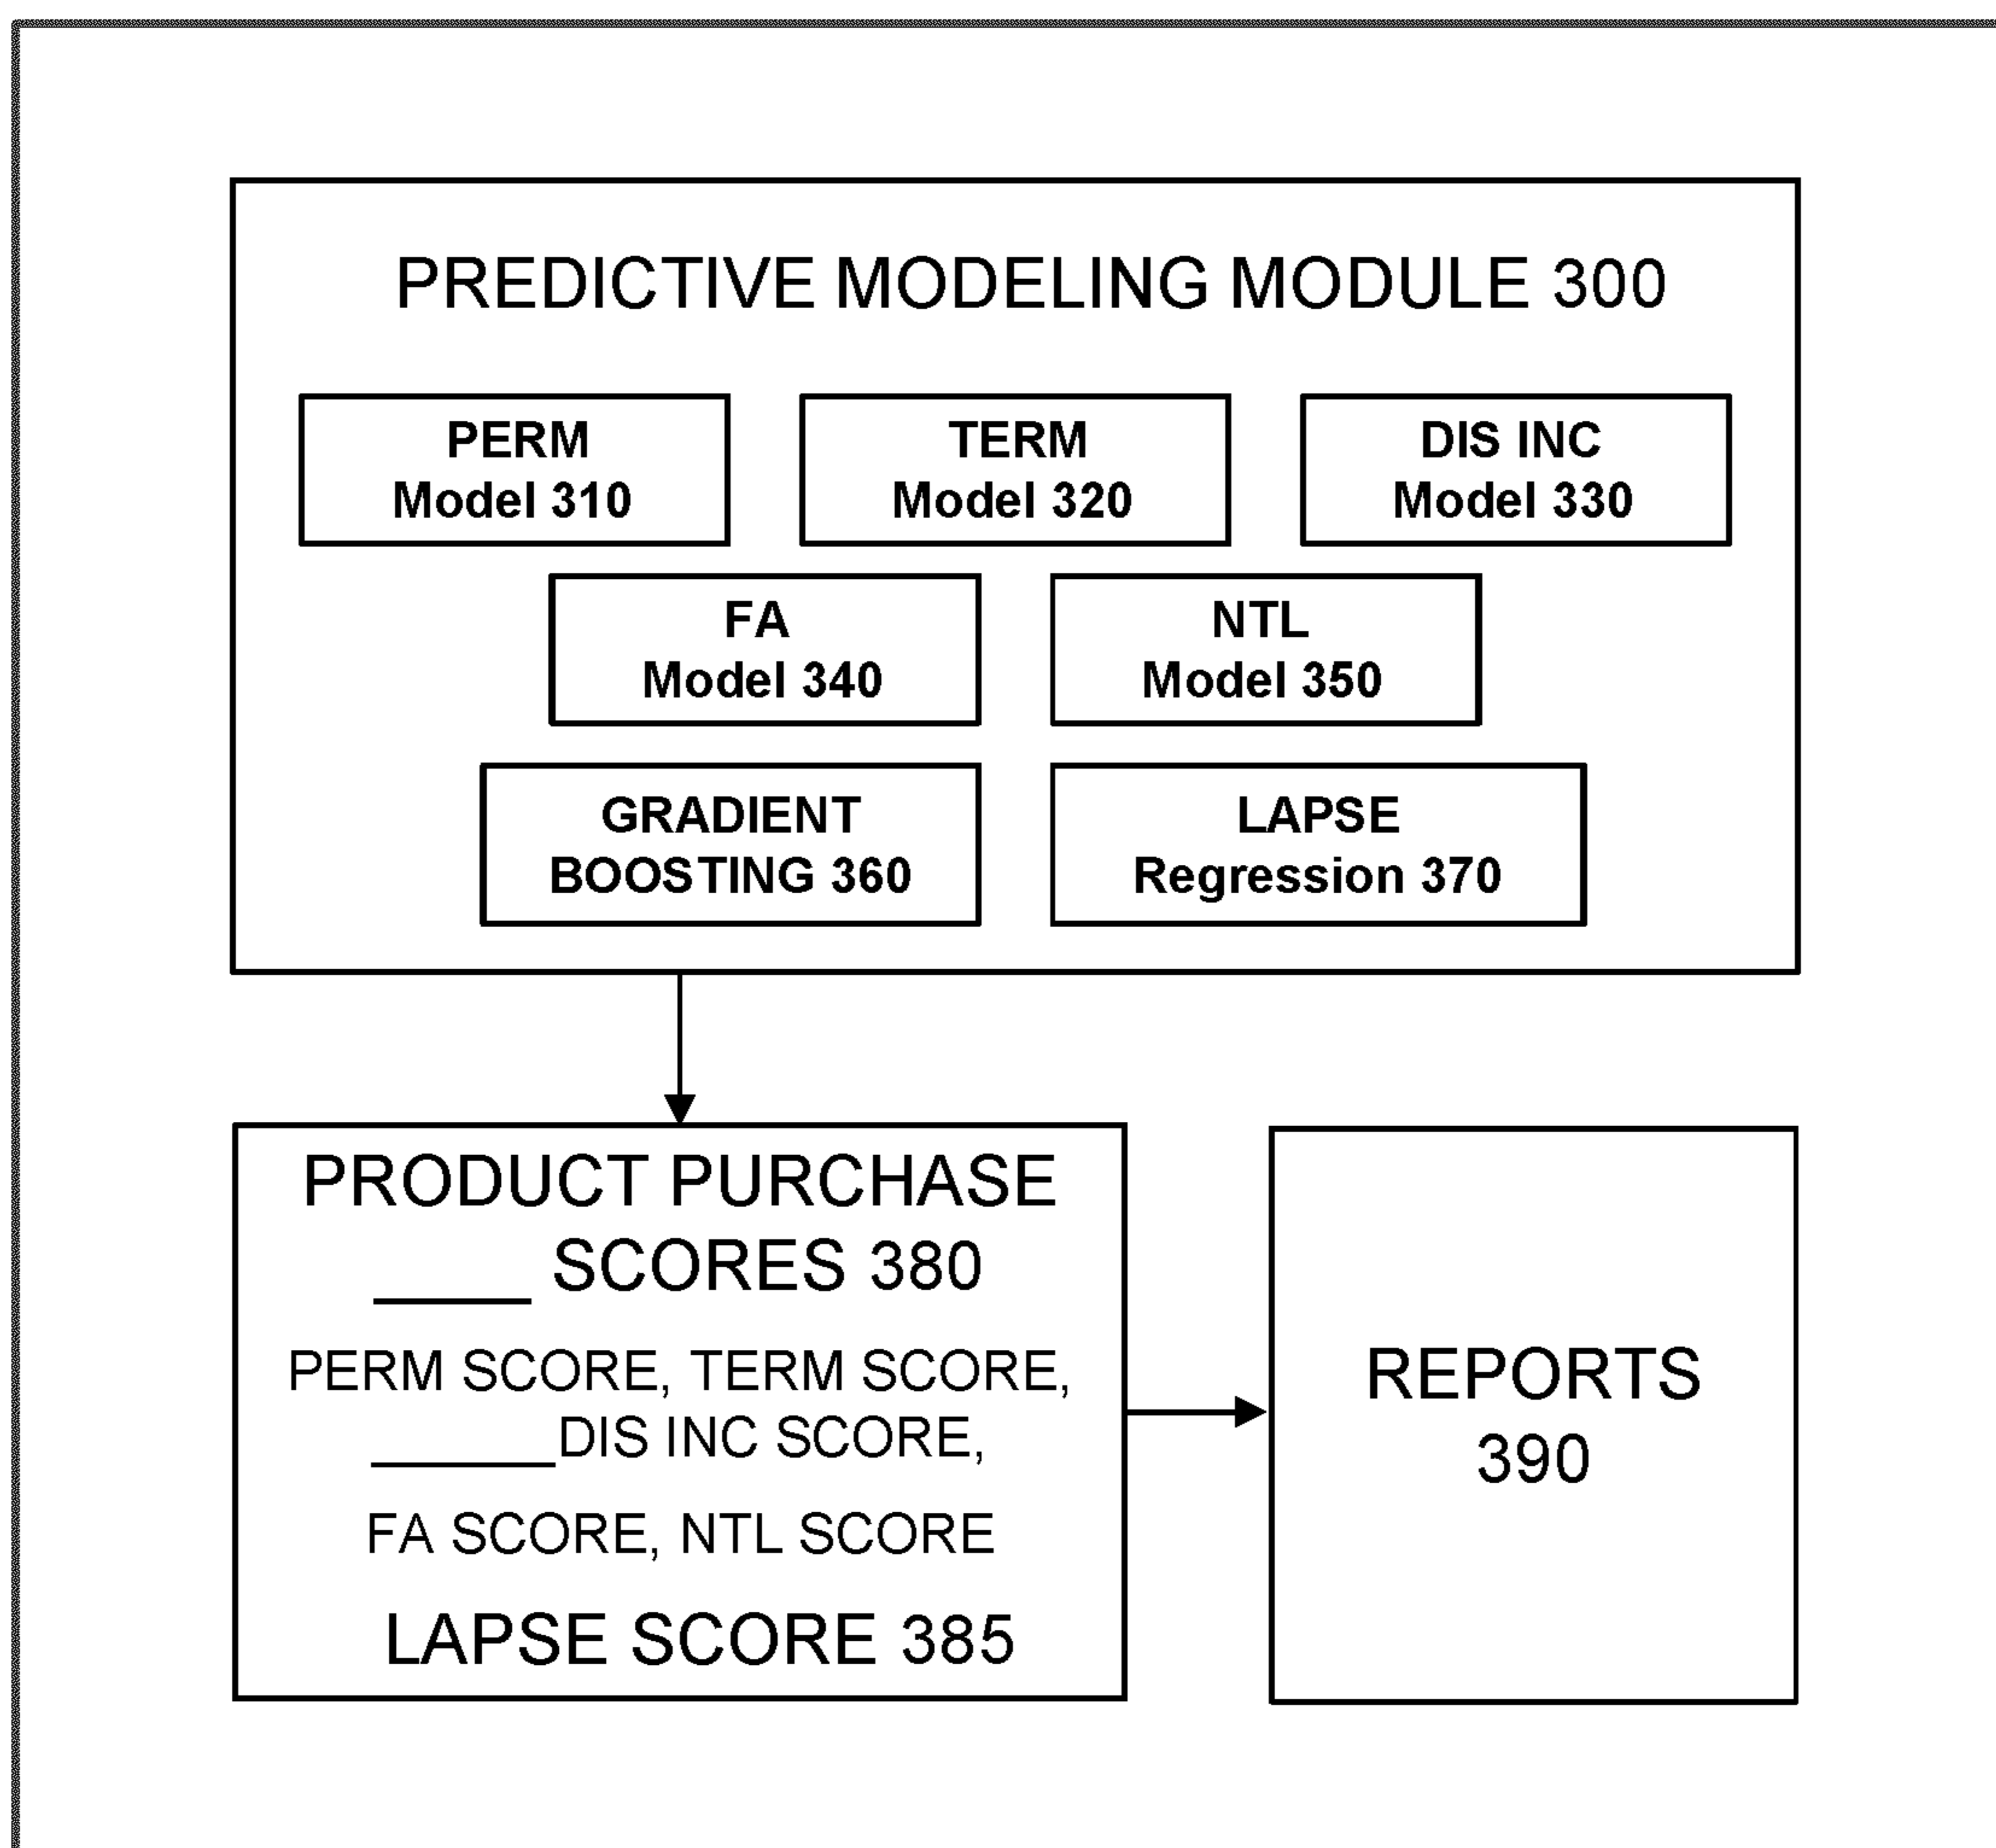 PREDICTIVE MODELING MODULE 300
PERM
Model 310
TERM
Model 320
DIS INC
Model 330
FA
Model 340
NTL
Model 350
GRADIENT
BOOSTING 360
LAPSE
Regression 370
PRODUCT PURCHASE
____ SCORES 380
PERM SCORE, TERM SCORE,
______DIS INC SCORE,
FA SCORE, NTL SCORE
LAPSE SCORE 385
REPORTS
390